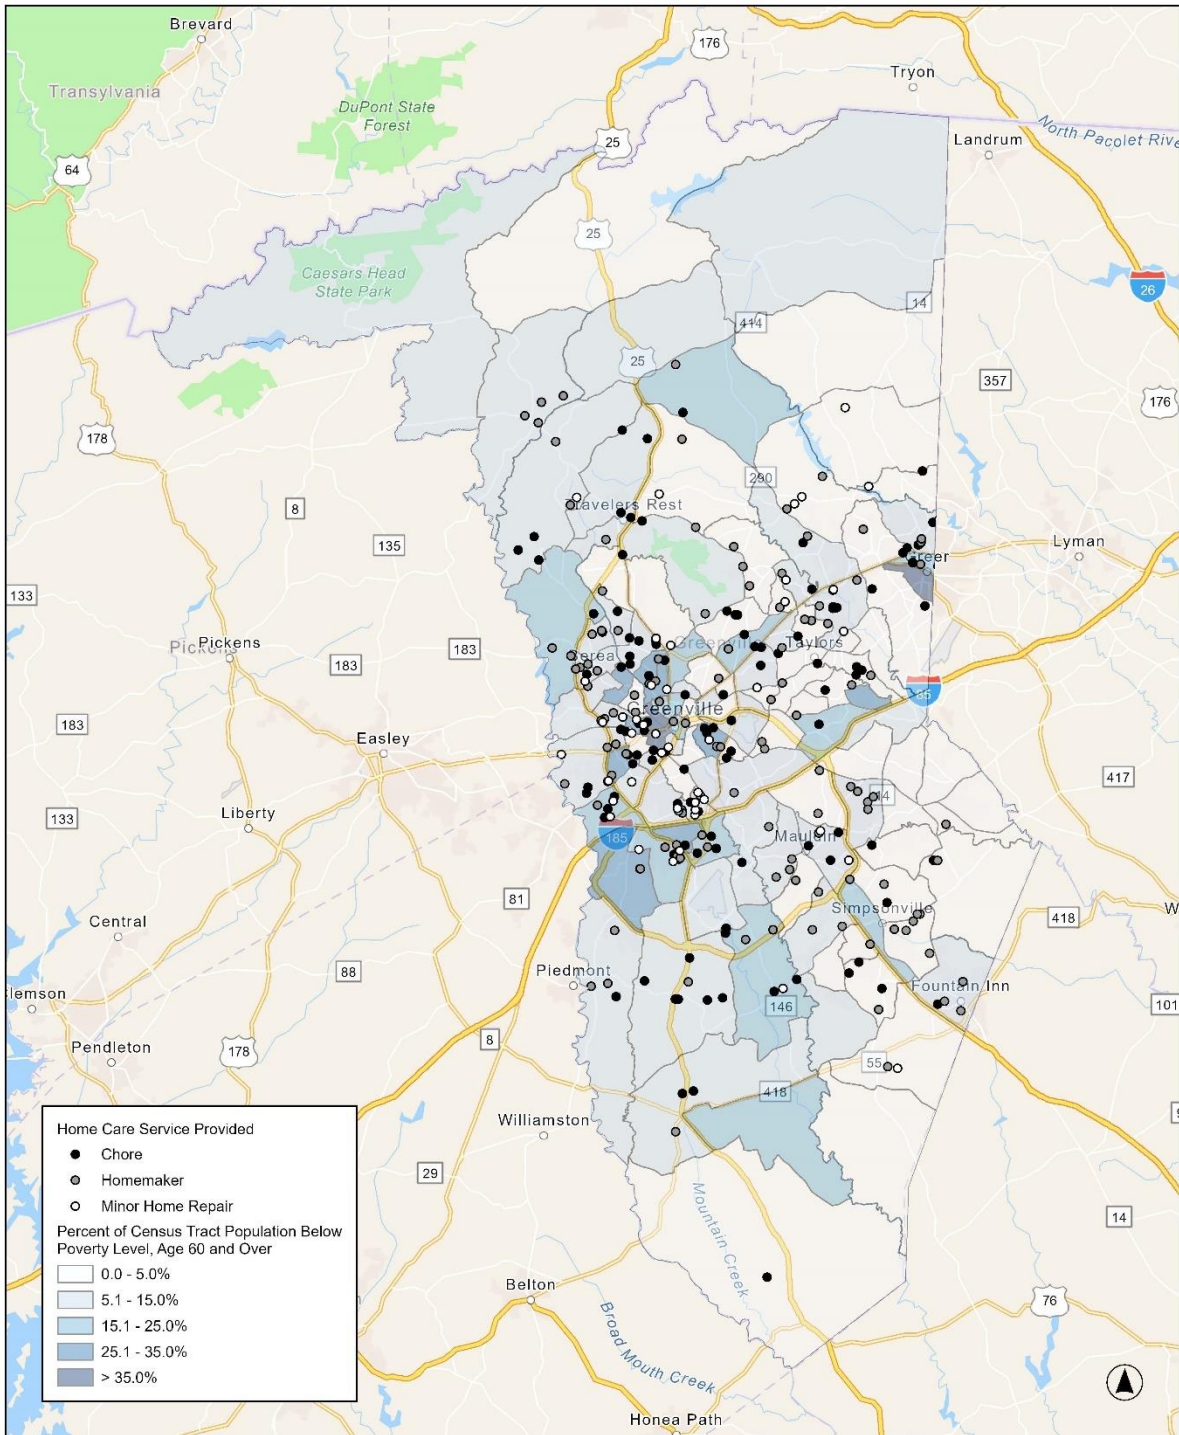 Brevard
176
Tryon
Transylvania
DuPont State
Forest
64
25
Landrum
North Pacolet
25
Caesars Head
State Park
26
14
414
25
357
176
178
290
8
Travelers Rest
135
Lyman
133
Greer
Pickens
Pickens
183
183
Greenville
Taylors
85
183
Greenville
Easley
417
133
Liberty
14
185
Mauldin
81
Simpsonville
418
Central
88
Piedmont
Fountain Inn
146
101
8
Pendleton
178
55
418
Williamston
Home Care Service Provided
Chore
Homemaker
Minor Home Repair
Percent of Census Tract Population Below
Poverty Level, Age 60 and Over
0.0 - 5.0%
5.1 - 15.0%
15.1 - 25.0%
25.1 - 35.0%
> 35.0%
29
Mountain Creek
14
Belton
76
Broad Mouth Creek
Honea Path